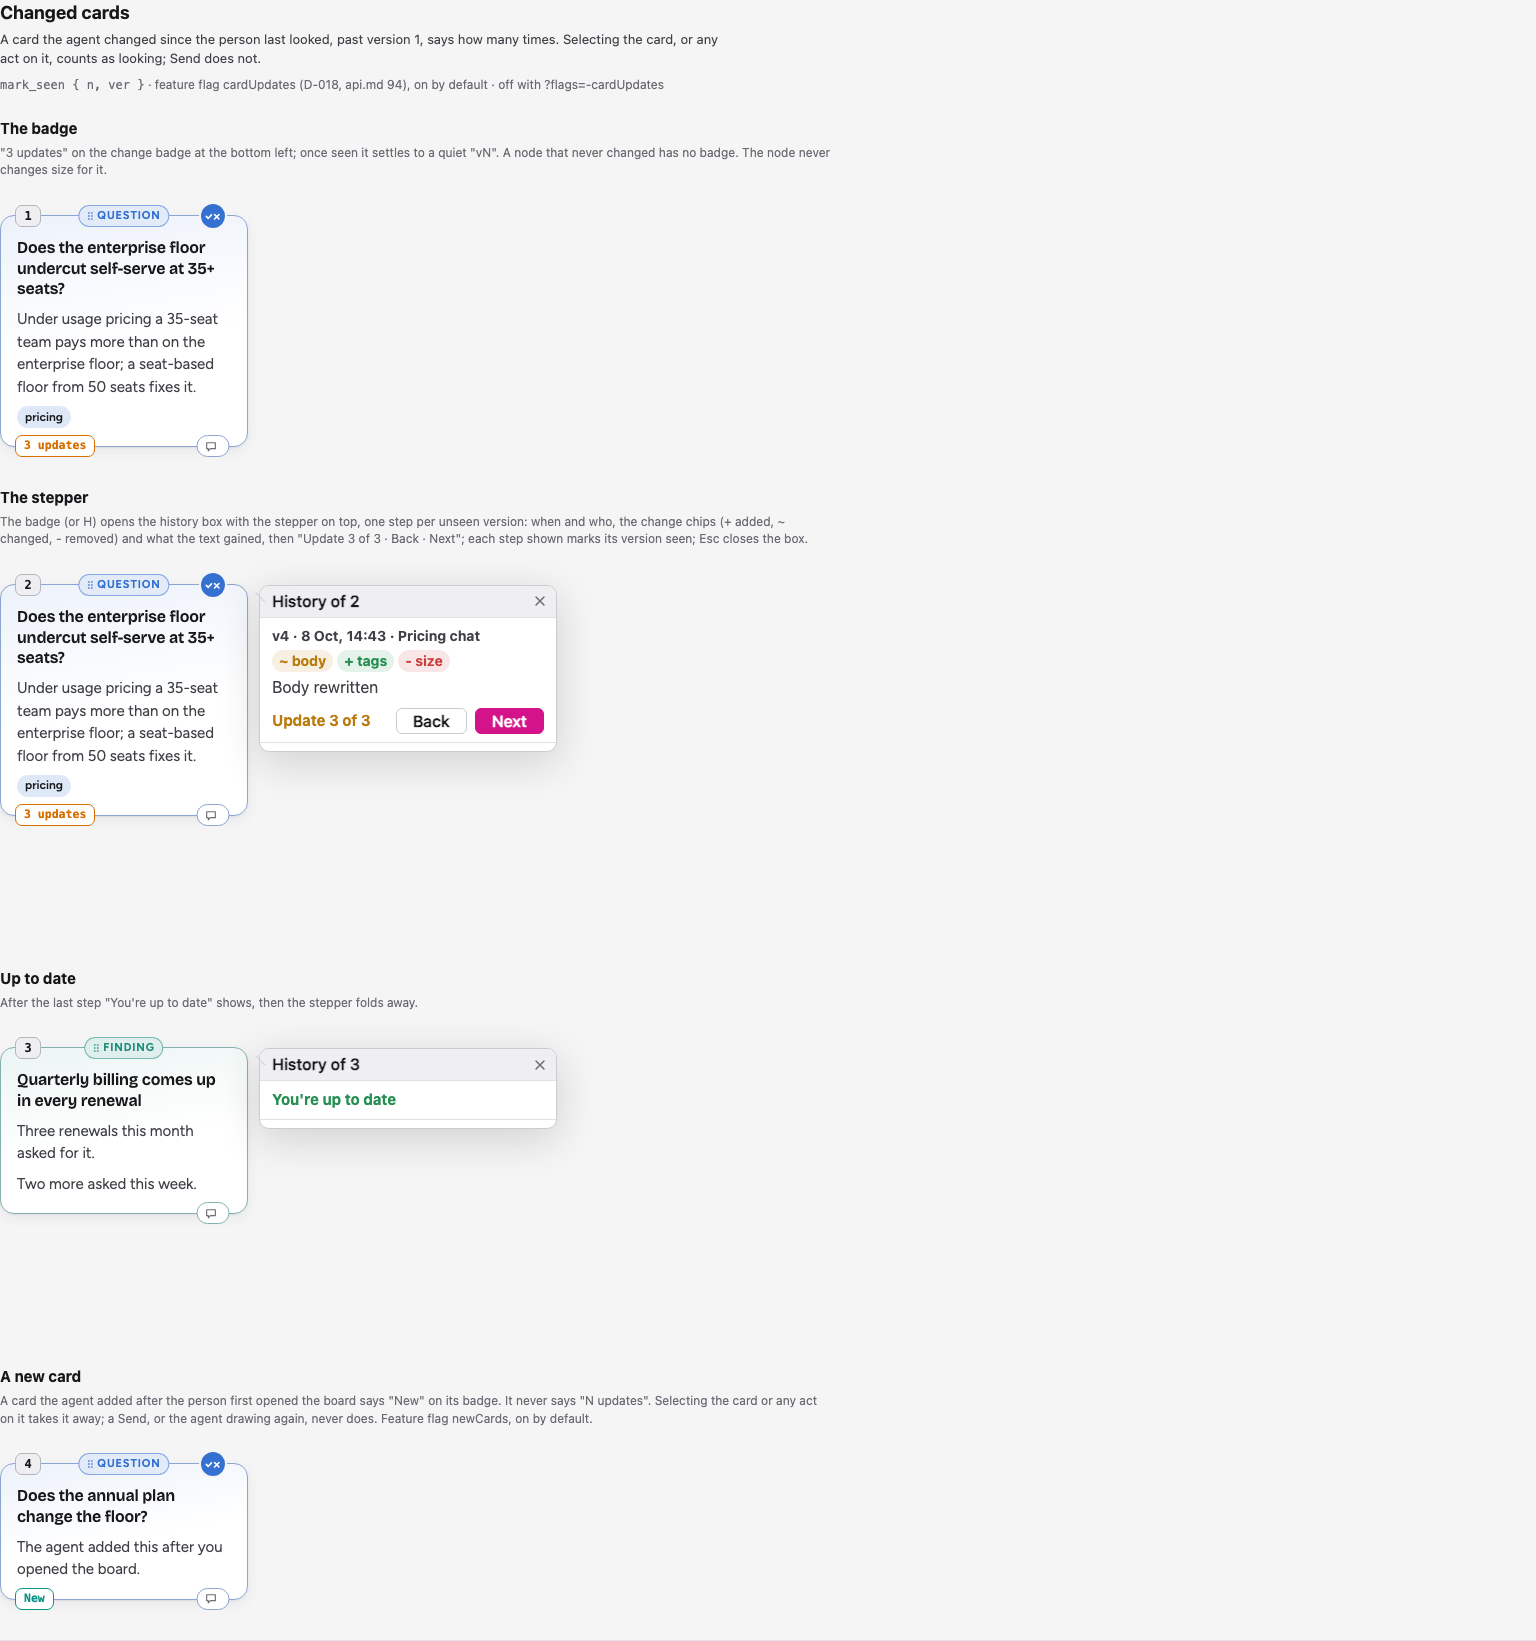 Changed cards
A card the agent changed since the person last looked, past version 1, says how many times. Selecting the card, or any
act on it, counts as looking; Send does not.
mark_seen { n, ver } · feature flag cardUpdates (D-018, api.md 94), on by default · off with ?flags=-cardUpdates
The badge
"3 updates" on the change badge at the bottom left; once seen it settles to a quiet "vN". A node that never changed has no badge. The node never
changes size for it.
1
QUESTION
Does the enterprise floor
undercut self-serve at 35+
seats?
Under usage pricing a 35-seat
team pays more than on the
enterprise floor; a seat-based
floor from 50 seats fixes it.
pricing
3 updates
The stepper
The badge (or H) opens the history box with the stepper on top, one step per unseen version: when and who, the change chips (+ added, ~
changed, - removed) and what the text gained, then "Update 3 of 3 · Back · Next"; each step shown marks its version seen; Esc closes the box.
2
QUESTION
Does the enterprise floor
undercut self-serve at 35+
seats?
Under usage pricing a 35-seat
team pays more than on the
enterprise floor; a seat-based
floor from 50 seats fixes it.
pricing
3 updates
History of 2
v4 · 8 Oct, 14:43 · Pricing chat
~ body + tags - size
Body rewritten
Update 3 of 3 Back Next
Up to date
After the last step "You're up to date" shows, then the stepper folds away.
3
FINDING
Quarterly billing comes up
in every renewal
Three renewals this month
asked for it.
Two more asked this week.
History of 3
You're up to date
A new card
A card the agent added after the person first opened the board says "New" on its badge. It never says "N updates". Selecting the card or any act
on it takes it away; a Send, or the agent drawing again, never does. Feature flag newCards, on by default.
4
QUESTION
Does the annual plan
change the floor?
The agent added this after you
opened the board.
New